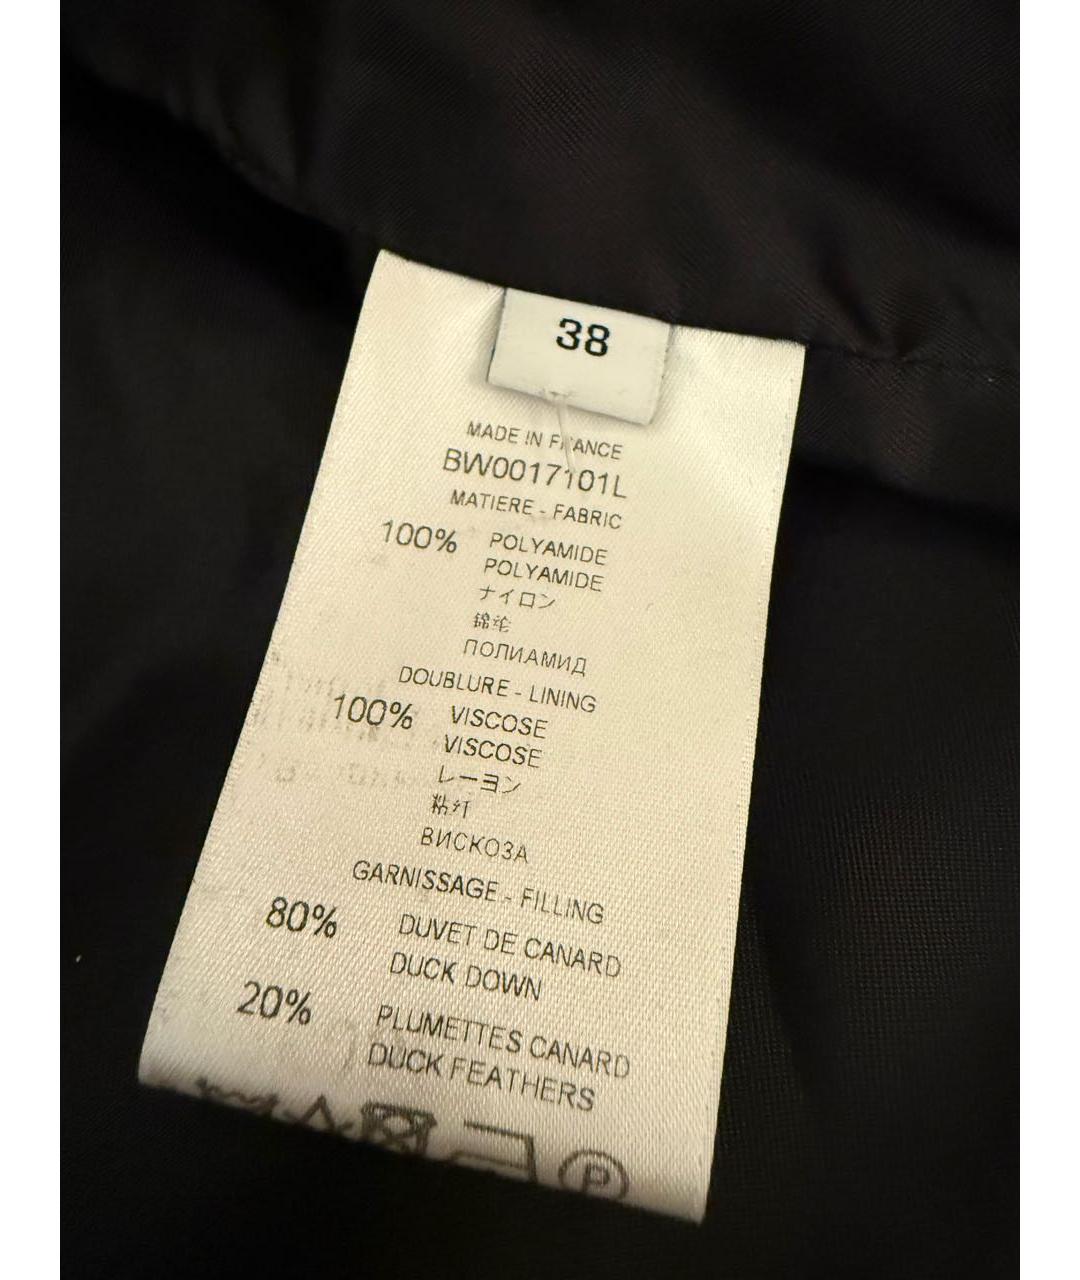 38
MADE IN FRANCE
BW0017101L
MATIERE - FABRIC
100% POLYAMIDE
POLYAMIDE
ナイロン
錦纶
ПОЛИАМИД
DOUBLURE - LINING
100% VISCOSE
VISCOSE
レーヨン
粘纤
ВИСКОЗА
GARNISSAGE - FILLING
80% DUVET DE CANARD
DUCK DOWN
20% PLUMETTES CANARD
DUCK FEATHERS
P